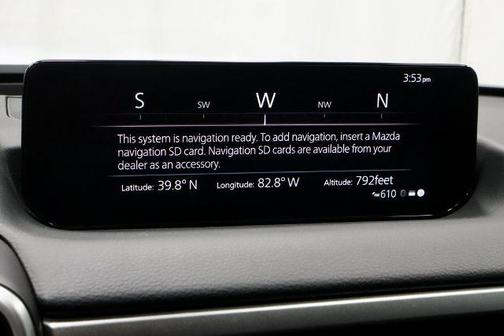 3:53pm
S SW W NW N
This system is navigation ready. To add navigation, insert a Mazda
navigation SD card. Navigation SD cards are available from your
dealer as an accessory.
Latitude: 39.8° N Longitude: 82.8° W Altitude: 792feet
610